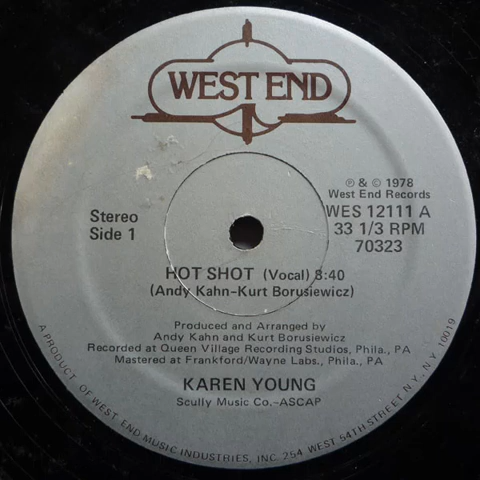 WEST END
℗ & © 1978
West End Records
Stereo
Side 1
WES 12111 A
33 1/3 RPM
70323
HOT SHOT (Vocal) 8:40
(Andy Kahn-Kurt Borusiewicz)
Produced and Arranged by
Andy Kahn and Kurt Borusiewicz
Recorded at Queen Village Recording Studios, Phila., PA
Mastered at Frankford/Wayne Labs., Phila., PA
KAREN YOUNG
Scully Music Co.-ASCAP
A PRODUCT OF WEST END MUSIC INDUSTRIES, INC. 254 WEST 54TH STREET N.Y., N.Y. 10019